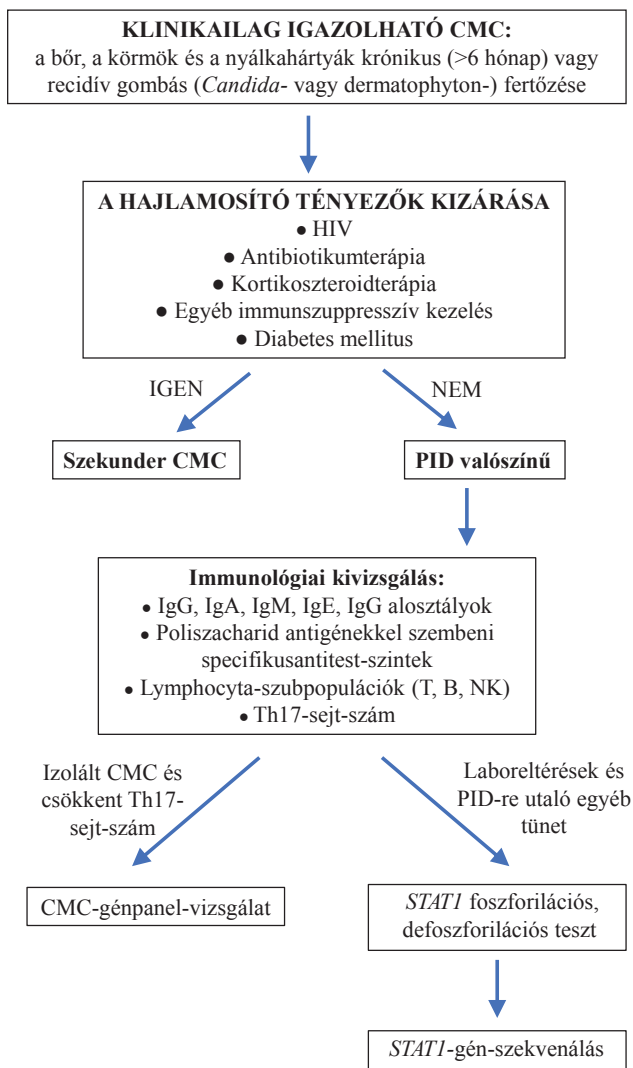 KLINIKAILAG IGAZOLHATÓ CMC:
a bőr, a körmök és a nyálkahártyák krónikus (>6 hónap) vagy
recidív gombás (Candida- vagy dermatophyton-) fertőzése
A HAJLAMOSÍTÓ TÉNYEZŐK KIZÁRÁSA
● HIV
● Antibiotikumterápia
● Kortikoszteroidterápia
● Egyéb immunszuppresszív kezelés
● Diabetes mellitus
IGEN
NEM
Szekunder CMC
PID valószínű
Immunológiai kivizsgálás:
● IgG, IgA, IgM, IgE, IgG alosztályok
● Poliszacharid antigénekkel szembeni
specifikusantitest-szintek
● Lymphocyta-szubpopulációk (T, B, NK)
● Th17-sejt-szám
Izolált CMC és
csökkent Th17-
sejt-szám
Laboreltérések és
PID-re utaló egyéb
tünet
CMC-génpanel-vizsgálat
STAT1 foszforilációs,
defoszforilációs teszt
STAT1-gén-szekvenálás